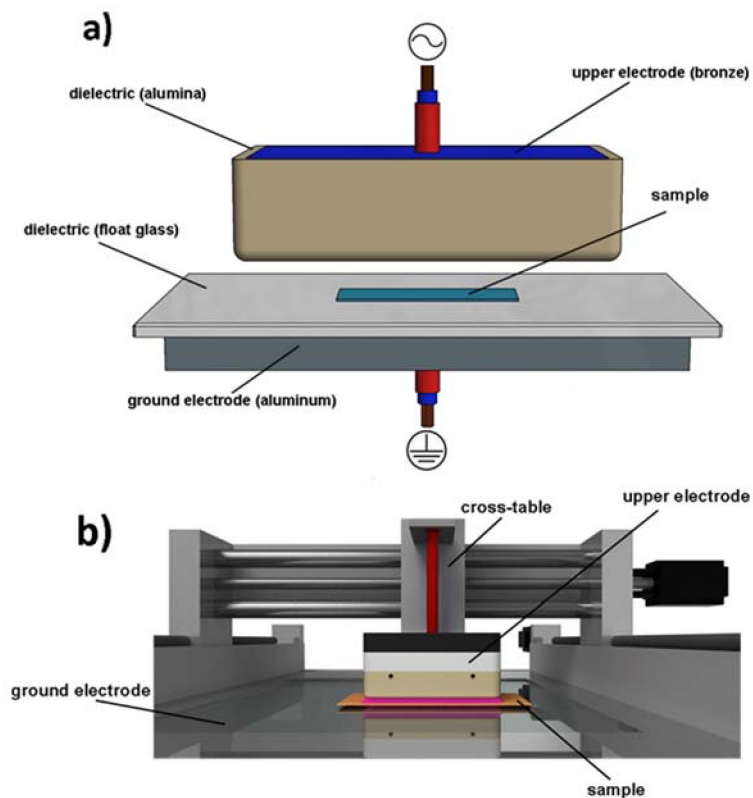 a)
dielectric (alumina)
upper electrode (bronze)
sample
dielectric (float glass)
ground electrode (aluminum)
b)
cross-table
upper electrode
ground electrode
sample